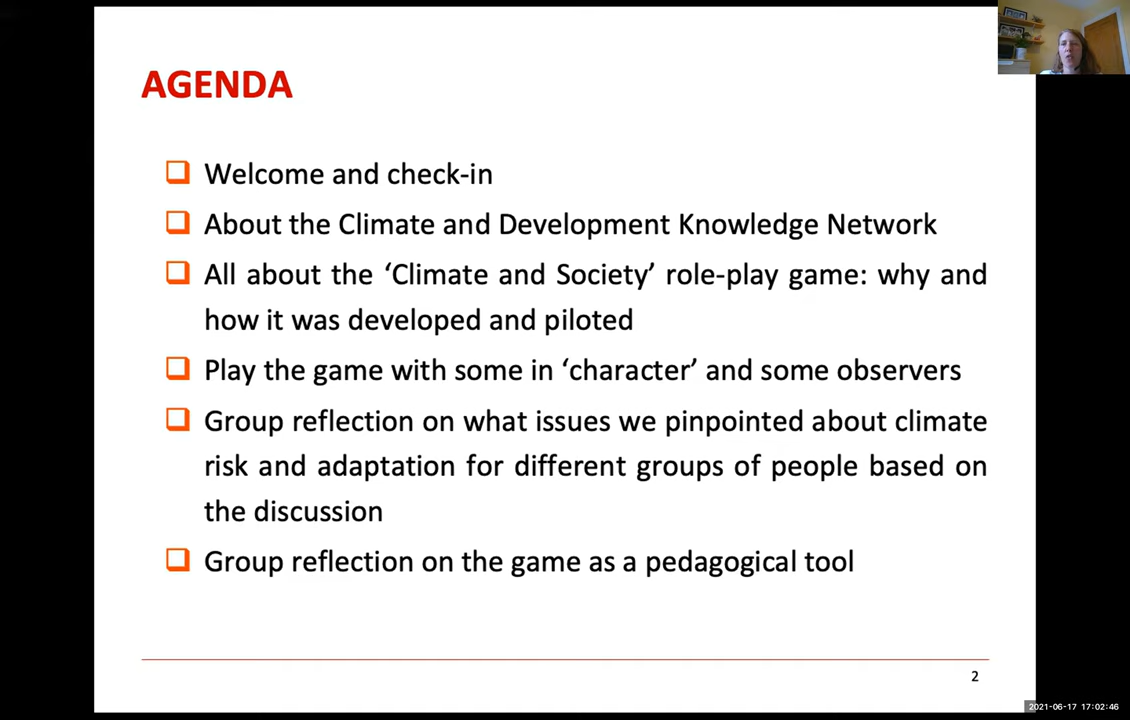 AGENDA
Welcome and check-in
About the Climate and Development Knowledge Network
All about the ‘Climate and Society’ role-play game: why and
how it was developed and piloted
Play the game with some in ‘character’ and some observers
Group reflection on what issues we pinpointed about climate
risk and adaptation for different groups of people based on
the discussion
Group reflection on the game as a pedagogical tool
2
2021-06-17 17:02:46